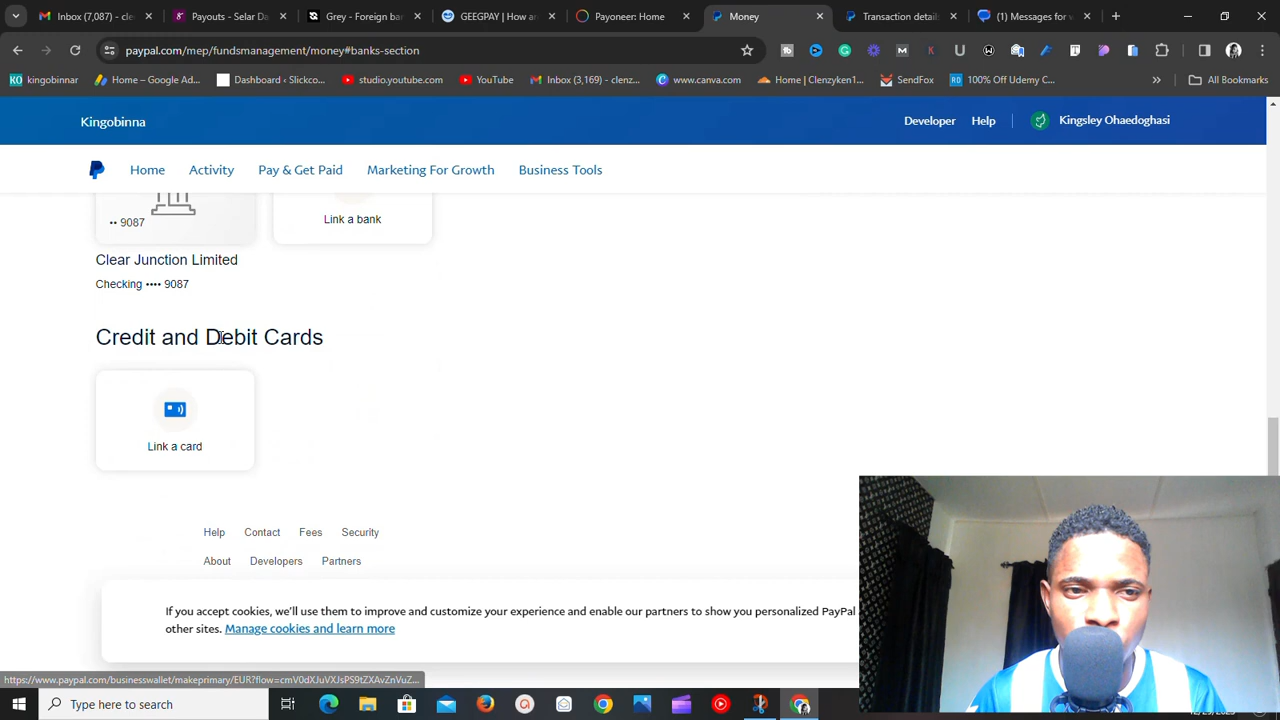 Inbox (7,087) - cle
Payouts - Selar Da
Grey - Foreign bar
GEEGPAY | How ar
Payoneer: Home
Money
Transaction detail:
(1) Messages for v
paypal.com/mep/fundsmanagement/money#banks-section
kingobinnar
Home – Google Ad...
Dashboard ‹ Slickco...
studio.youtube.com
YouTube
Inbox (3,169) - clenz...
www.canva.com
Home | Clenzyken1...
SendFox
100% Off Udemy C...
All Bookmarks
Kingobinna
Developer
Help
Kingsley Ohaedoghasi
Home
Activity
Pay & Get Paid
Marketing For Growth
Business Tools
•• 9087
Link a bank
Clear Junction Limited
Checking •••• 9087
Credit and Debit Cards
Link a card
Help Contact Fees Security
About Developers Partners
If you accept cookies, we'll use them to improve and customize your experience and enable our partners to show you personalized PayPal
other sites. Manage cookies and learn more
https://www.paypal.com/businesswallet/makeprimary/EUR?flow=cmV0dXJuVXJsPS9tZXAvZnVuZ...
Type here to search